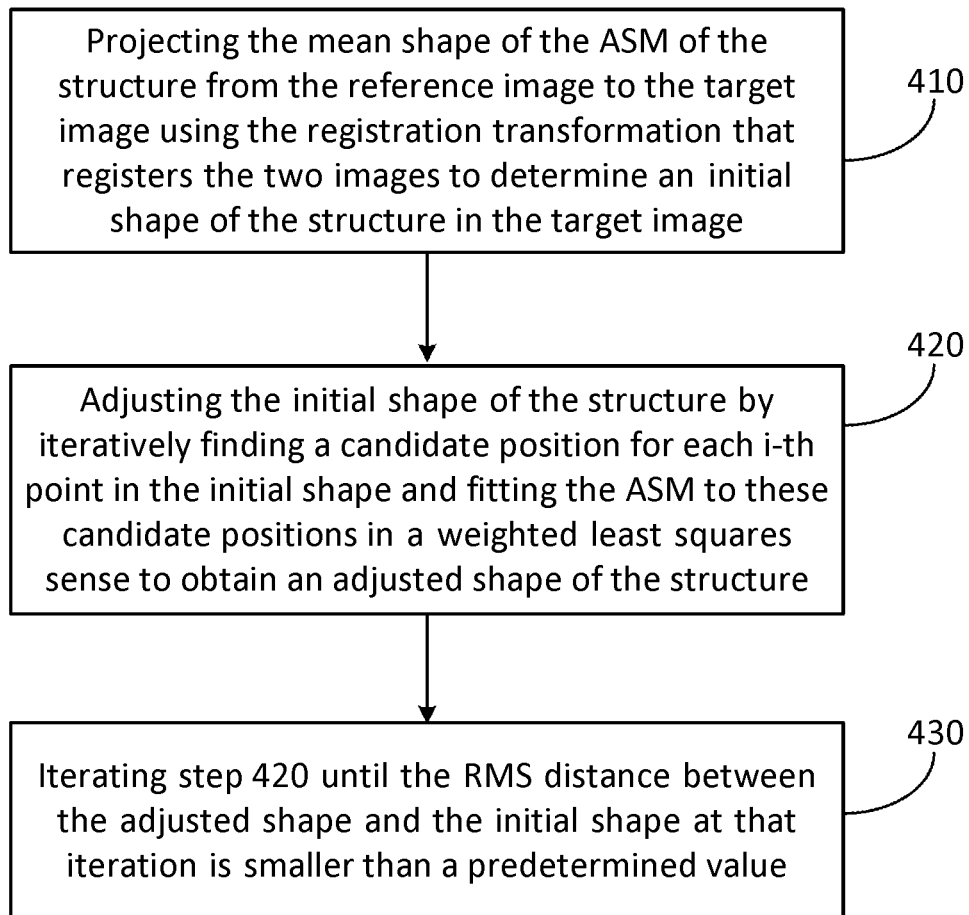 Projecting the mean shape of the ASM of the
structure from the reference image to the target
image using the registration transformation that
registers the two images to determine an initial
shape of the structure in the target image
410
Adjusting the initial shape of the structure by
iteratively finding a candidate position for each i-th
point in the initial shape and fitting the ASM to these
candidate positions in a weighted least squares
sense to obtain an adjusted shape of the structure
420
Iterating step 420 until the RMS distance between
the adjusted shape and the initial shape at that
iteration is smaller than a predetermined value
430